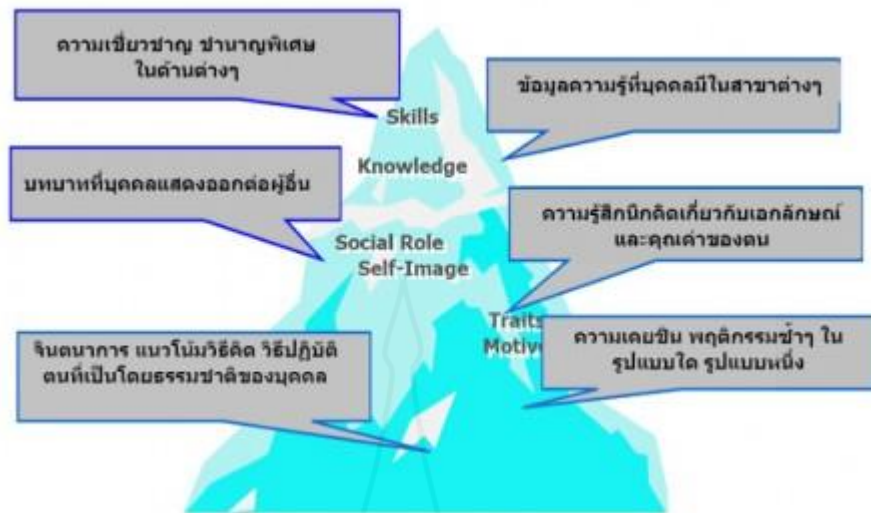 ความเชี่ยวชาญ ชำนาญพิเศษ
ในด้านต่างๆ
ข้อมูลความรู้ที่บุคคลมีในสาขาต่างๆ
Skills
Knowledge
บทบาทที่บุคคลแสดงออกต่อผู้อื่น
ความรู้สึกนึกคิดเกี่ยวกับเอกลักษณ์
และคุณค่าของตน
Social Role
Self-Image
Traits
Motive
จินตนาการ แนวโน้มวิธีคิด วิธีปฏิบัติ
ตนที่เป็นโดยธรรมชาติของบุคคล
ความเคยชิน พฤติกรรมซ้ำๆ ใน
รูปแบบใด รูปแบบหนึ่ง